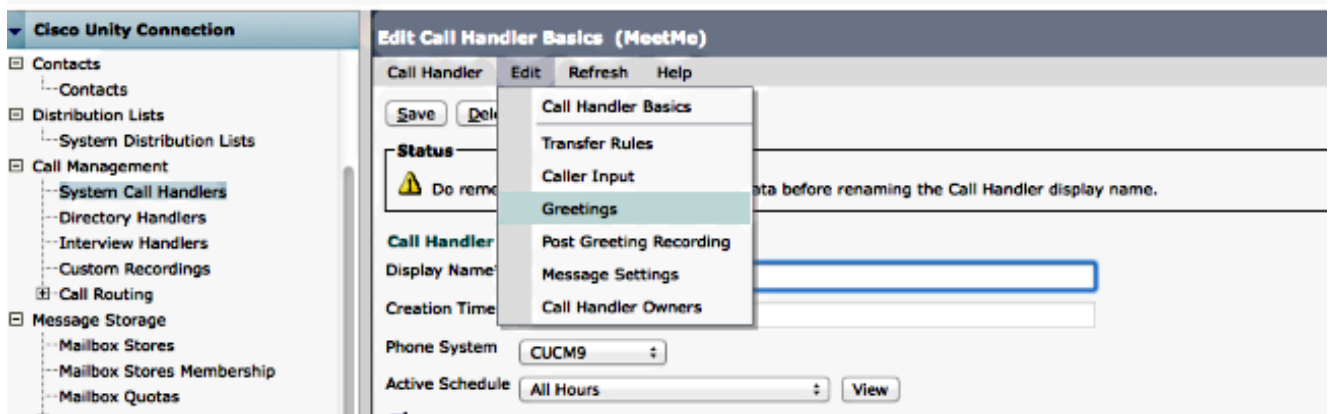 Cisco Unity Connection
Contacts
Contacts
Distribution Lists
System Distribution Lists
Call Management
System Call Handlers
Directory Handlers
Interview Handlers
Custom Recordings
Call Routing
Message Storage
Mailbox Stores
Mailbox Stores Membership
Mailbox Quotas
Edit Call Handler Basics (MeetMe)
Call Handler Edit Refresh Help
Save Dele
Call Handler Basics
Transfer Rules
Caller Input
Greetings
Post Greeting Recording
Message Settings
Call Handler Owners
Status
Do reme ata before renaming the Call Handler display name.
Call Handler
Display Name*
Creation Time
Phone System CUCM9
Active Schedule All Hours View